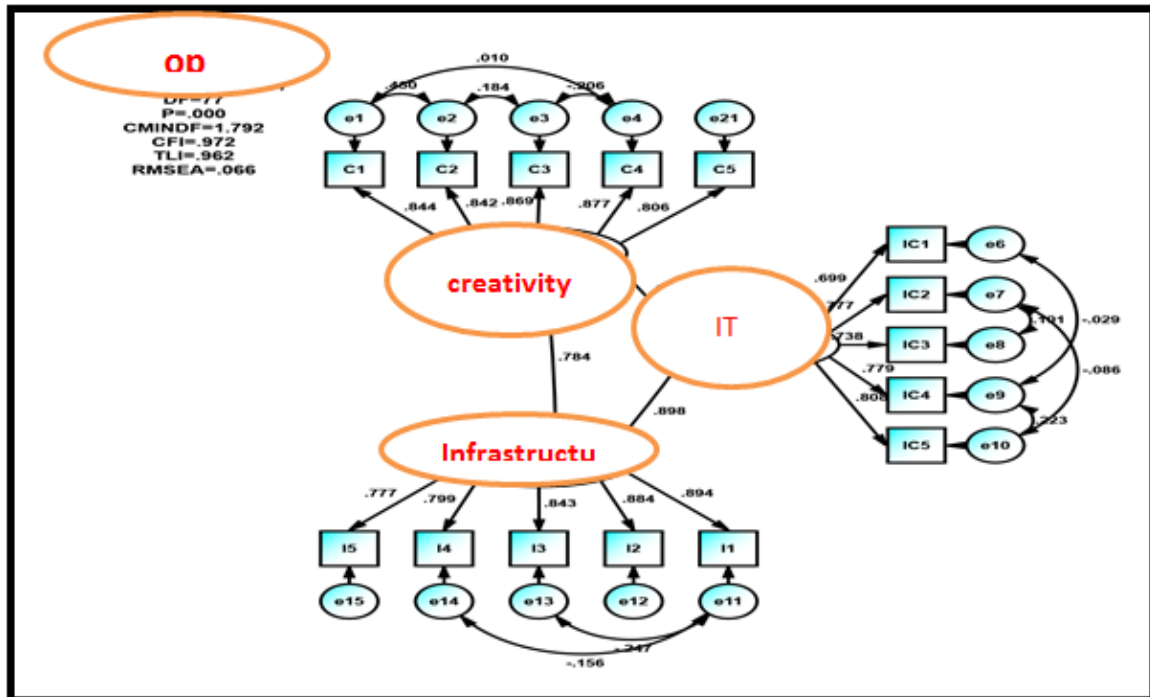 op
DF=77
P=.000
CMINDF=1.792
CFI=.972
TLI=.962
RMSEA=.066
.010
.184
-.206
e1
e2
e3
e4
e21
C1
C2
C3
C4
C5
.844
.842
.869
.877
.806
creativity
IT
IC1
e6
.699
IC2
e7
.777
-.029
IC3
e8
.738
.779
-.086
IC4
e9
.808
.223
IC5
e10
.784
.898
Infrastructu
.777
.799
.843
.884
.894
I5
I4
I3
I2
I1
e15
e14
e13
e12
e11
-.247
-.156